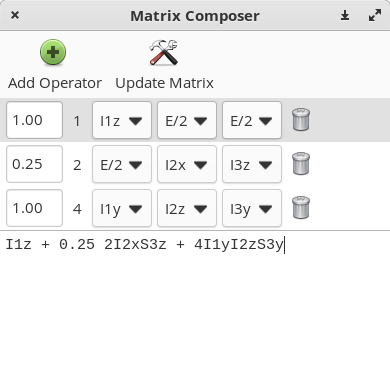 Matrix Composer
Add Operator Update Matrix
1.00 1 I1z E/2 E/2
0.25 2 E/2 I2x I3z
1.00 4 I1y I2z I3y
I1z + 0.25 2I2xS3z + 4I1yI2zS3y